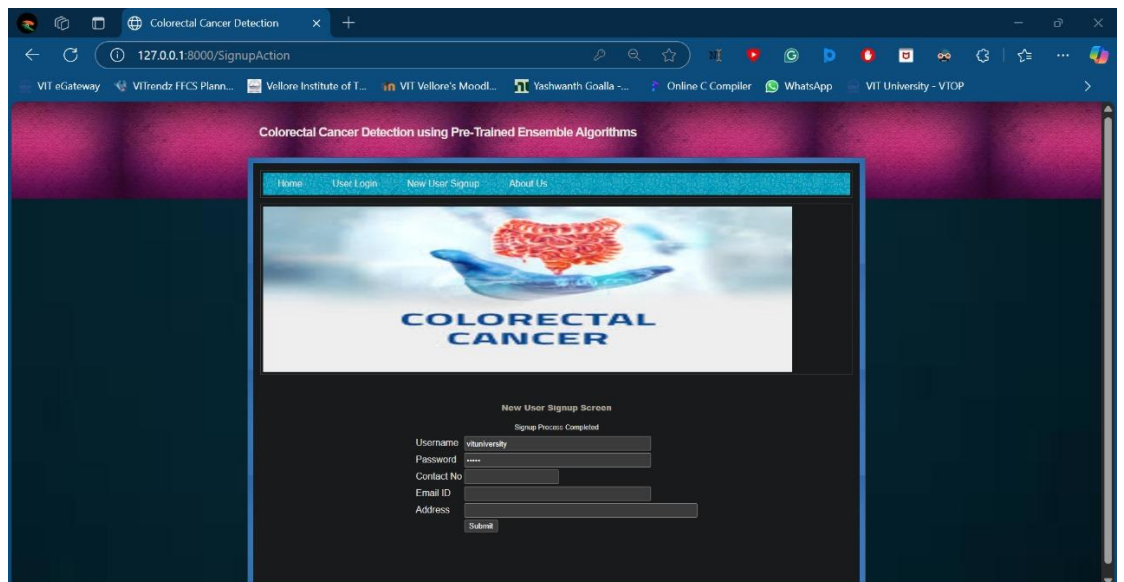 Colorectal Cancer Detection
127.0.0.1:8000/SignupAction
VIT eGateway VITrendz FFCS Plann... Vellore Institute of T... VIT Vellore's Moodl... Yashwanth Goalla -... Online C Compiler WhatsApp VIT University - VTOP
Colorectal Cancer Detection using Pre-Trained Ensemble Algorithms
Home User Login New User Signup About Us
COLORECTAL
CANCER
New User Signup Screen
Signup Process Completed
Username vituniversity
Password •••••
Contact No
Email ID
Address
Submit